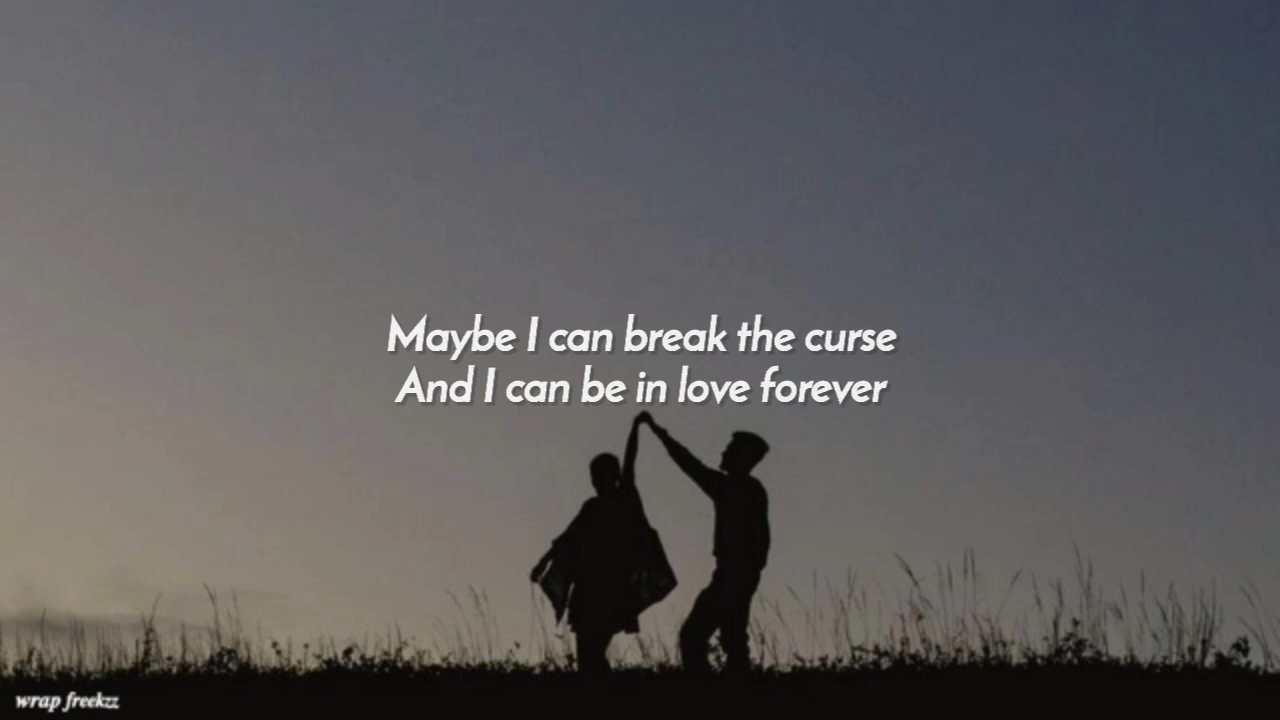 Maybe I can break the curse
And I can be in love forever
wrap freekzz